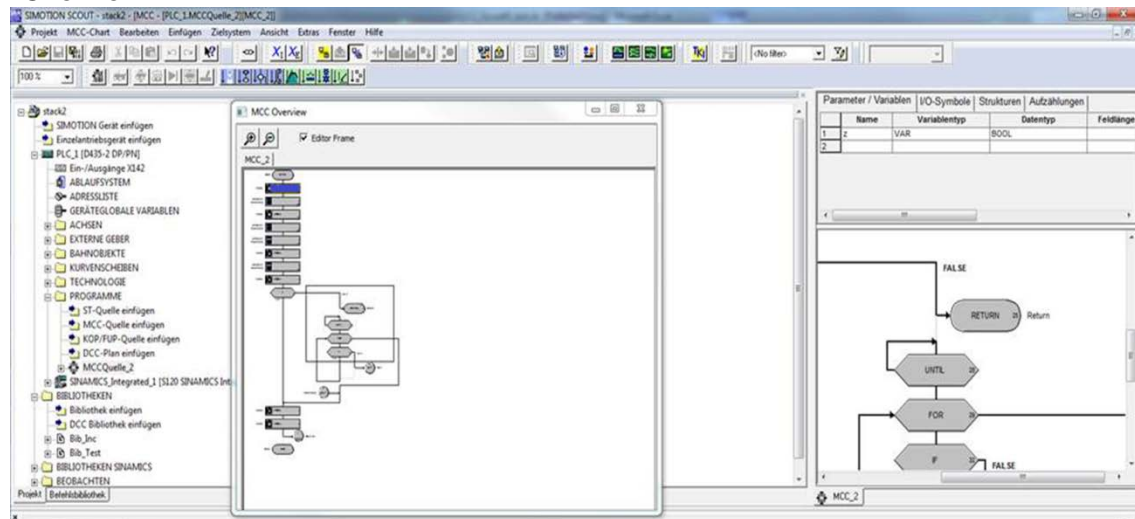 SIMOTION SCOUT - stack2 - [MCC - [PLC_1.MCCQuelle_2][MCC_2]]
Projekt MCC-Chart Bearbeiten Einfügen Zielsystem Ansicht Extras Fenster Hilfe
<No filter>
100 %
stack2
SIMOTION Gerät einfügen
Einzelantriebsgerät einfügen
PLC_1 [D435-2 DP/PN]
Ein-/Ausgänge X142
ABLAUFSYSTEM
ADRESSLISTE
GERÄTEGLOBALE VARIABLEN
ACHSEN
EXTERNE GEBER
BAHNOBJEKTE
KURVENSCHEIBEN
TECHNOLOGIE
PROGRAMME
ST-Quelle einfügen
MCC-Quelle einfügen
KOP/FUP-Quelle einfügen
DCC-Plan einfügen
MCCQuelle_2
SINAMICS_Integrated_1 [S120 SINAMICS Inte
BIBLIOTHEKEN
Bibliothek einfügen
DCC Bibliothek einfügen
Bib_Inc
Bib_Test
BIBLIOTHEKEN SINAMICS
BEOBACHTEN
Projekt Befehlsbibliothek
MCC Overview
Editor Frame
MCC_2
Parameter / Variablen I/O-Symbole Strukturen Aufzählungen
Name Variablentyp Datentyp Feldlänge
1 z VAR BOOL
2
FALSE
RETURN Return
UNTIL
FOR
IF
FALSE
MCC_2